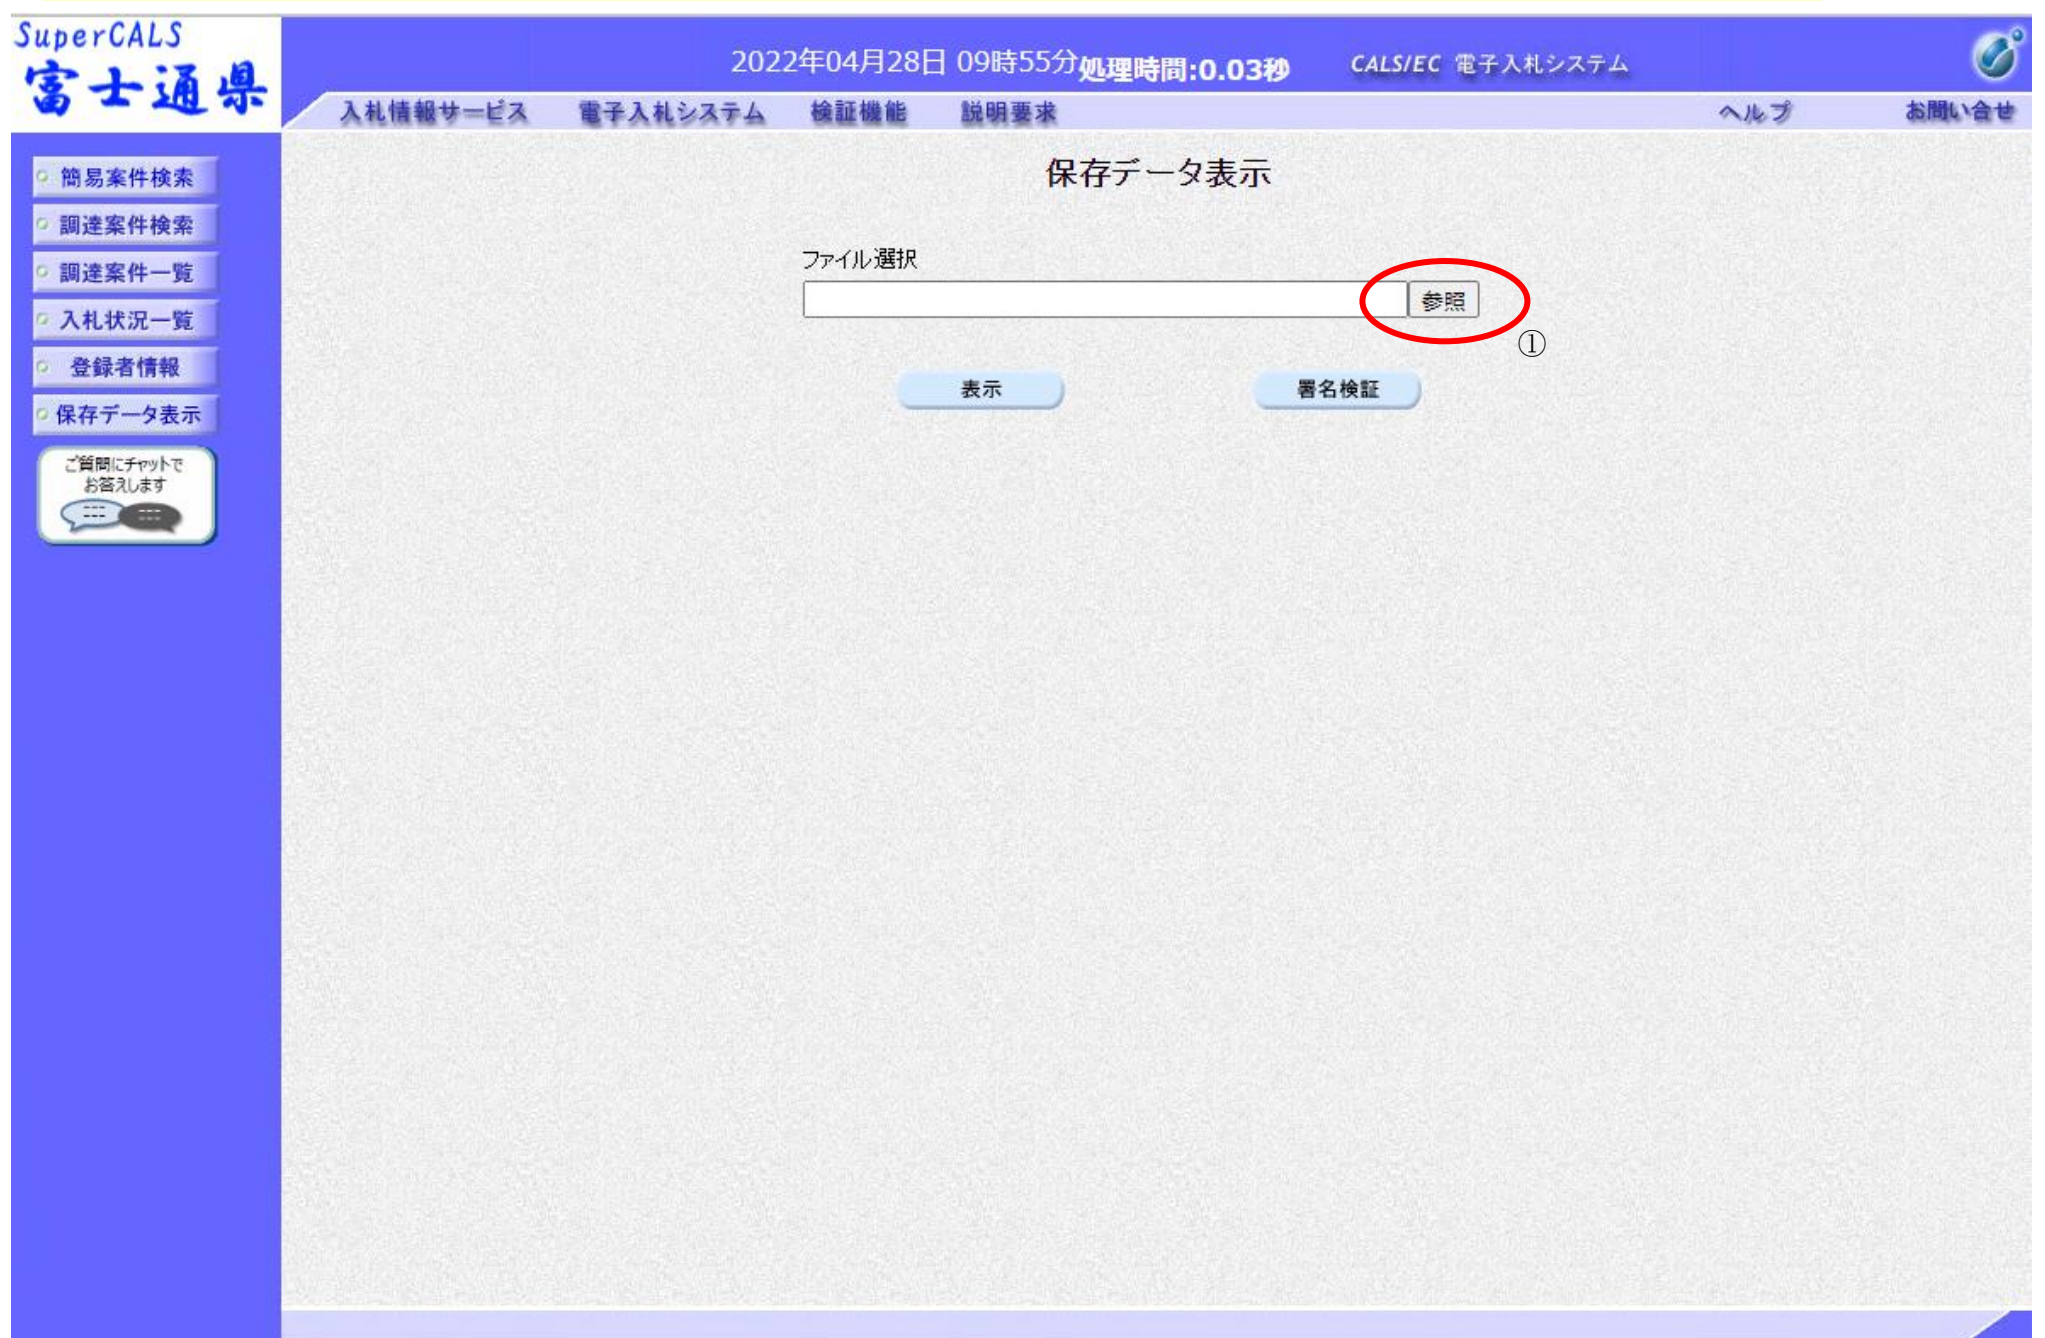 SuperCALS
富士通県
2022年04月28日 09時55分処理時間:0.03秒
CALS/EC 電子入札システム
入札情報サービス 電子入札システム 検証機能 説明要求 ヘルプ お問い合せ
簡易案件検索
調達案件検索
調達案件一覧
入札状況一覧
登録者情報
保存データ表示
ご質問にチャットで
お答えします
保存データ表示
ファイル選択
参照
①
表示 署名検証